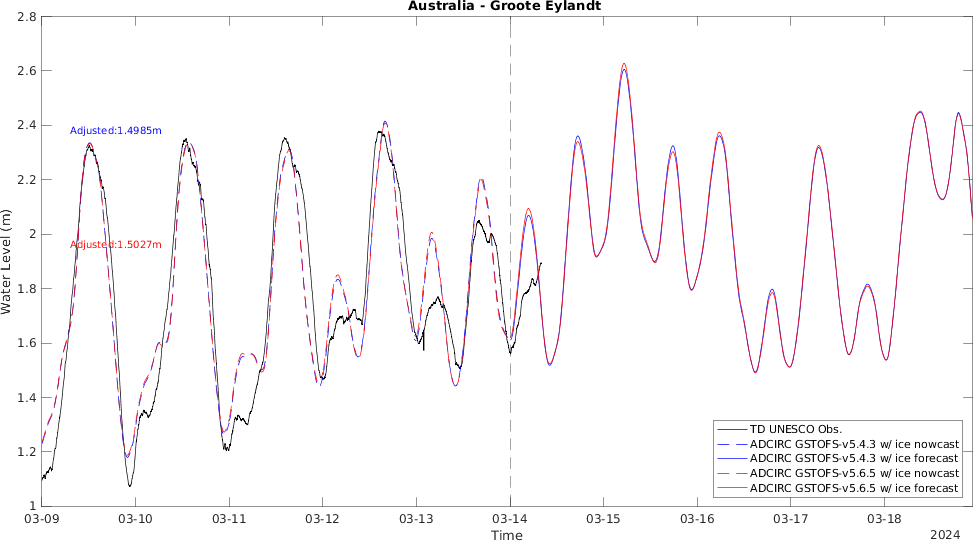 Australia - Groote Eylandt
2.8
2.6
2.4
2.2
2
1.8
1.6
1.4
1.2
1
Water Level (m)
Adjusted:1.4985m
Adjusted:1.5027m
TD UNESCO Obs.
ADCIRC GSTOFS-v5.4.3 w/ ice nowcast
ADCIRC GSTOFS-v5.4.3 w/ ice forecast
ADCIRC GSTOFS-v5.6.5 w/ ice nowcast
ADCIRC GSTOFS-v5.6.5 w/ ice forecast
03-09 03-10 03-11 03-12 03-13 03-14 03-15 03-16 03-17 03-18
Time
2024